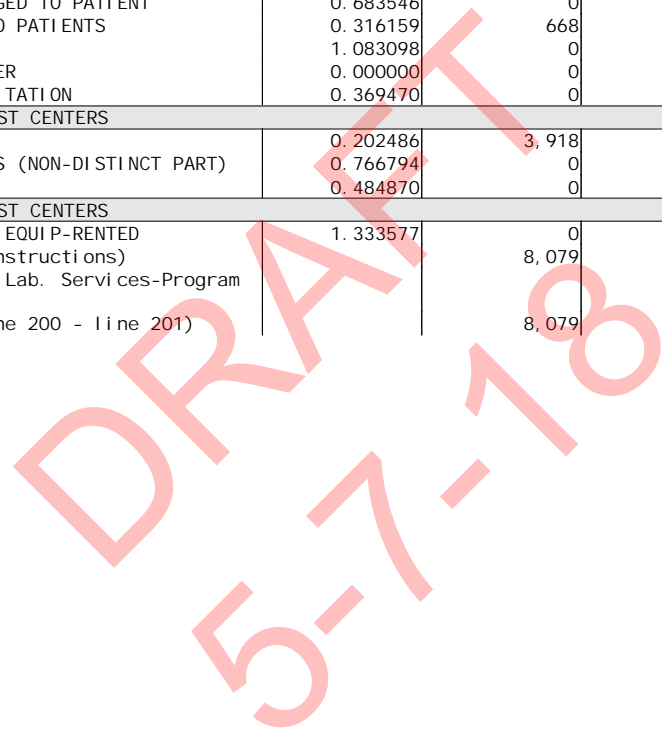 GED TO PATIENT 0.683546 0
O PATIENTS 0.316159 668
1.083098 0
ER 0.000000 0
TATION 0.369470 0
ST CENTERS
0.202486 3,918
S (NON-DISTINCT PART) 0.766794 0
0.484870 0
ST CENTERS
EQUIP-RENTED 1.333577 0
nstructions) 8,079
Lab. Services-Program
ne 200 - line 201) 8,079
DRAFT
5-7-18